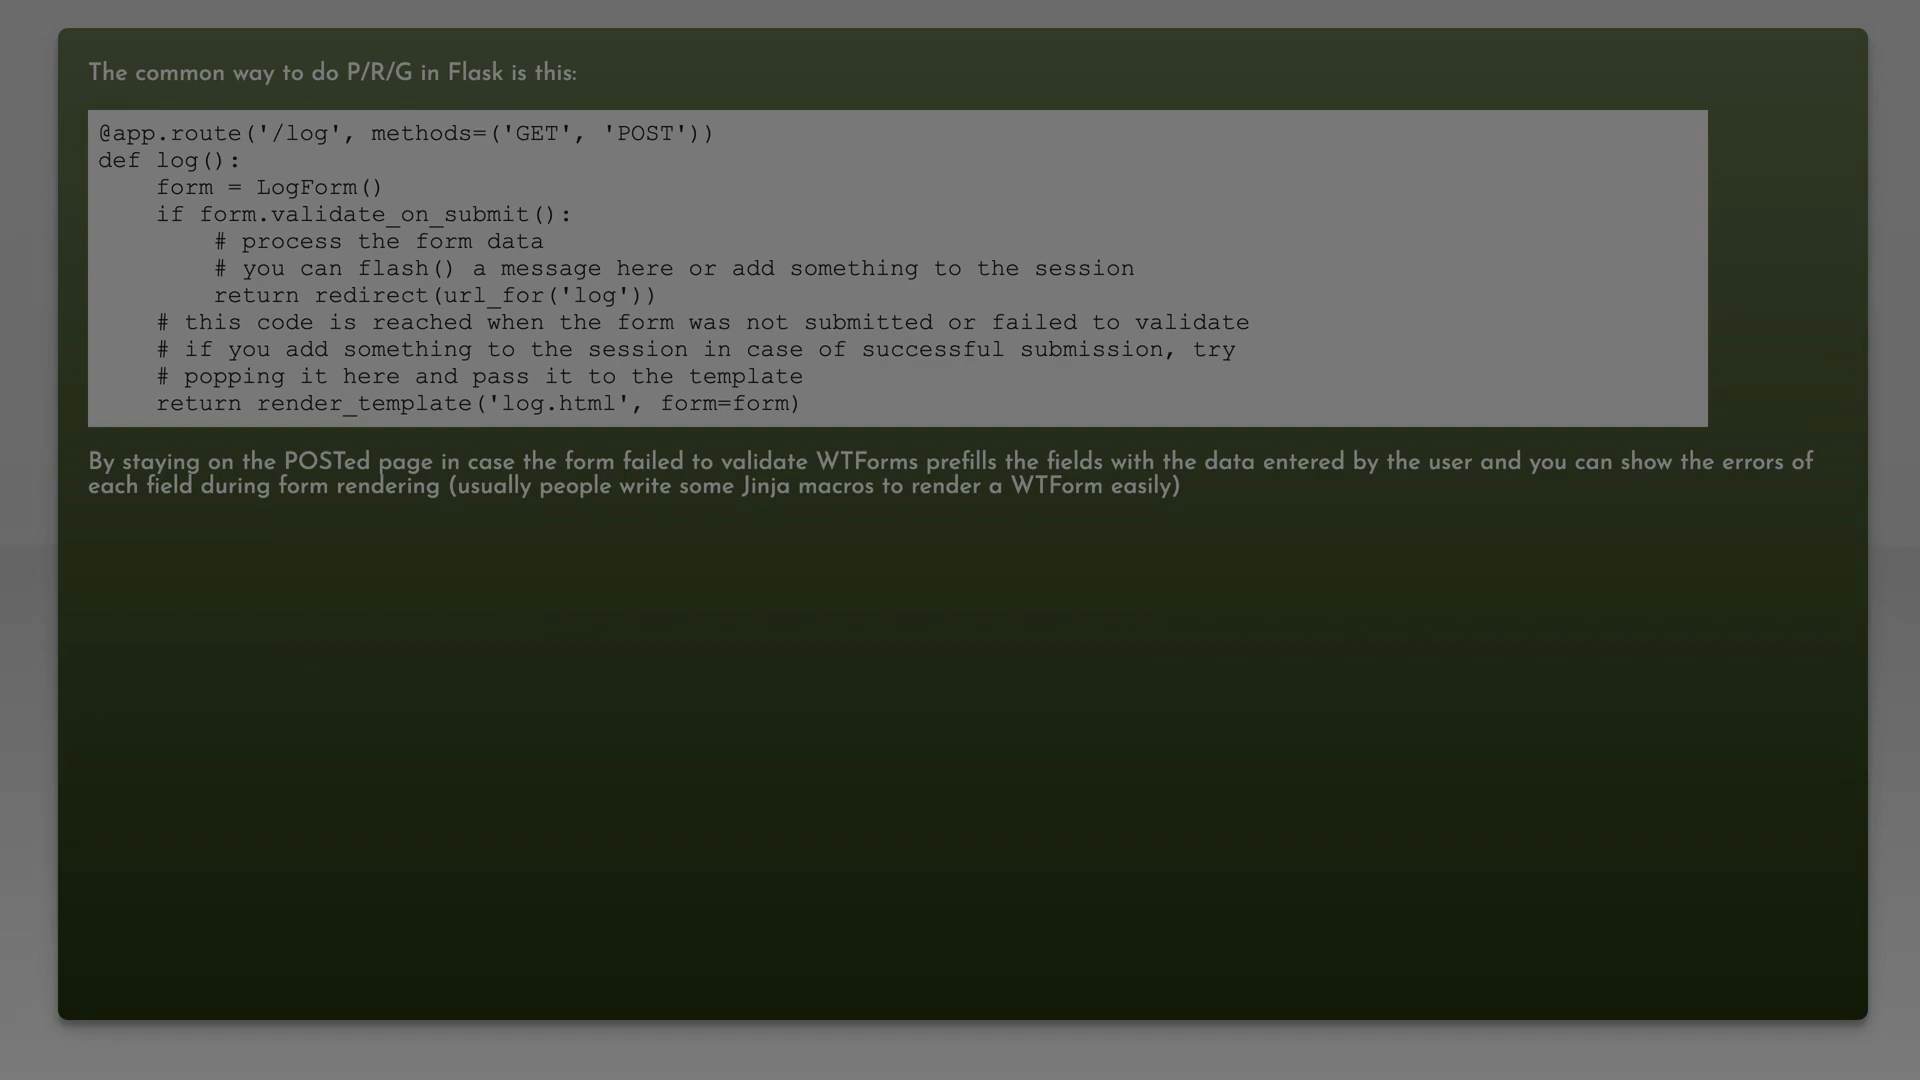 The common way to do P/R/G in Flask is this:
@app.route('/log', methods=('GET', 'POST'))
def log():
    form = LogForm()
    if form.validate_on_submit():
        # process the form data
        # you can flash() a message here or add something to the session
        return redirect(url_for('log'))
    # this code is reached when the form was not submitted or failed to validate
    # if you add something to the session in case of successful submission, try
    # popping it here and pass it to the template
    return render_template('log.html', form=form)
By staying on the POSTed page in case the form failed to validate WTForms prefills the fields with the data entered by the user and you can show the errors of
each field during form rendering (usually people write some Jinja macros to render a WTForm easily)